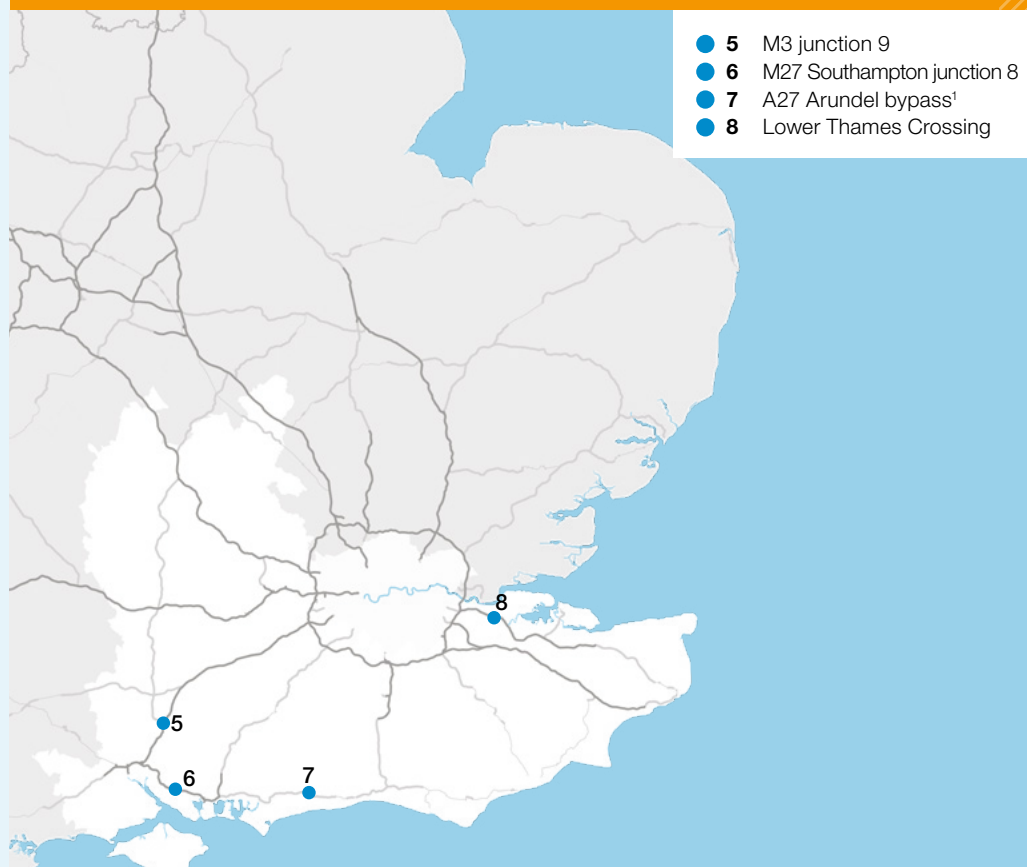 5 M3 junction 9
6 M27 Southampton junction 8
7 A27 Arundel bypass¹
8 Lower Thames Crossing
8
5
6
7